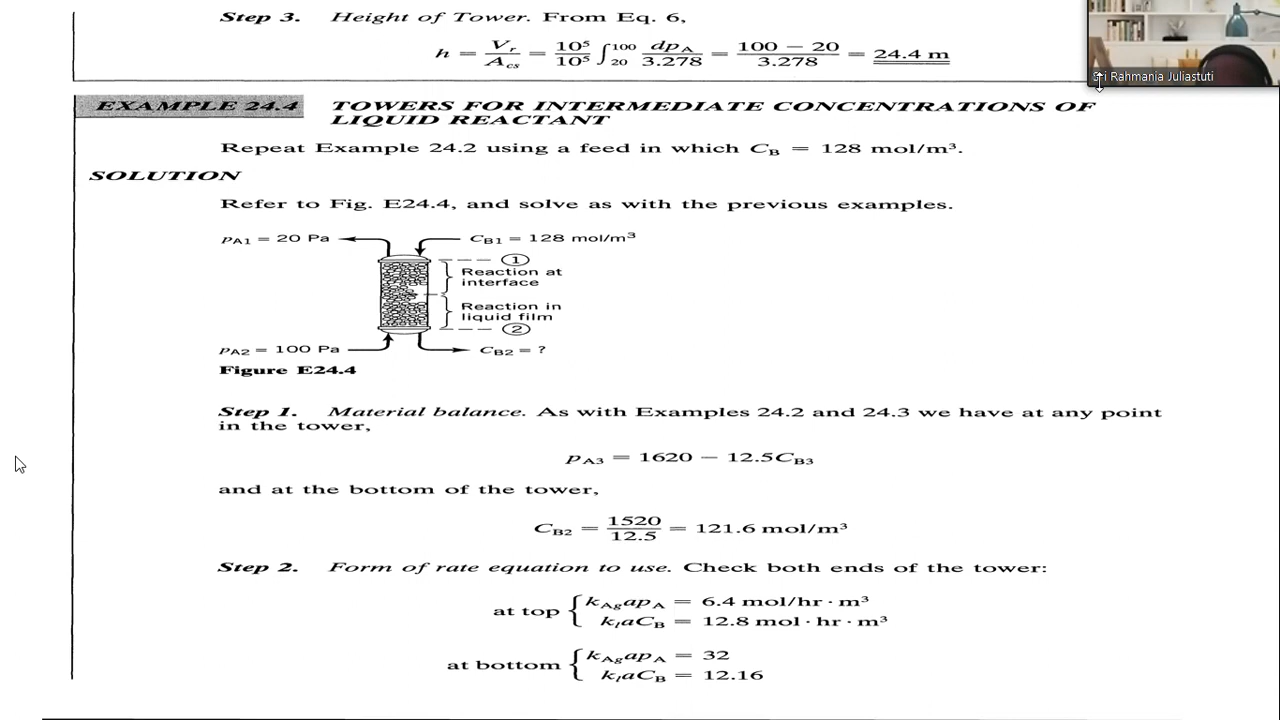 Step 3. Height of Tower. From Eq. 6,
h = V_r / A_cs = 10⁵ / 10⁵ ∫₂₀¹⁰⁰ dp_A / 3.278 = 100 − 20 / 3.278 = 24.4 m
Rahmania Juliastuti
EXAMPLE 24.4 TOWERS FOR INTERMEDIATE CONCENTRATIONS OF
LIQUID REACTANT
Repeat Example 24.2 using a feed in which C_B = 128 mol/m³.
SOLUTION
Refer to Fig. E24.4, and solve as with the previous examples.
p_A1 = 20 Pa
C_B1 = 128 mol/m³
1
Reaction at
interface
Reaction in
liquid film
2
p_A2 = 100 Pa
C_B2 = ?
Figure E24.4
Step 1. Material balance. As with Examples 24.2 and 24.3 we have at any point
in the tower,
p_A3 = 1620 − 12.5C_B3
and at the bottom of the tower,
C_B2 = 1520 / 12.5 = 121.6 mol/m³
Step 2. Form of rate equation to use. Check both ends of the tower:
at top { k_Ag a p_A = 6.4 mol/hr · m³
k_l a C_B = 12.8 mol · hr · m³
at bottom { k_Ag a p_A = 32
k_l a C_B = 12.16